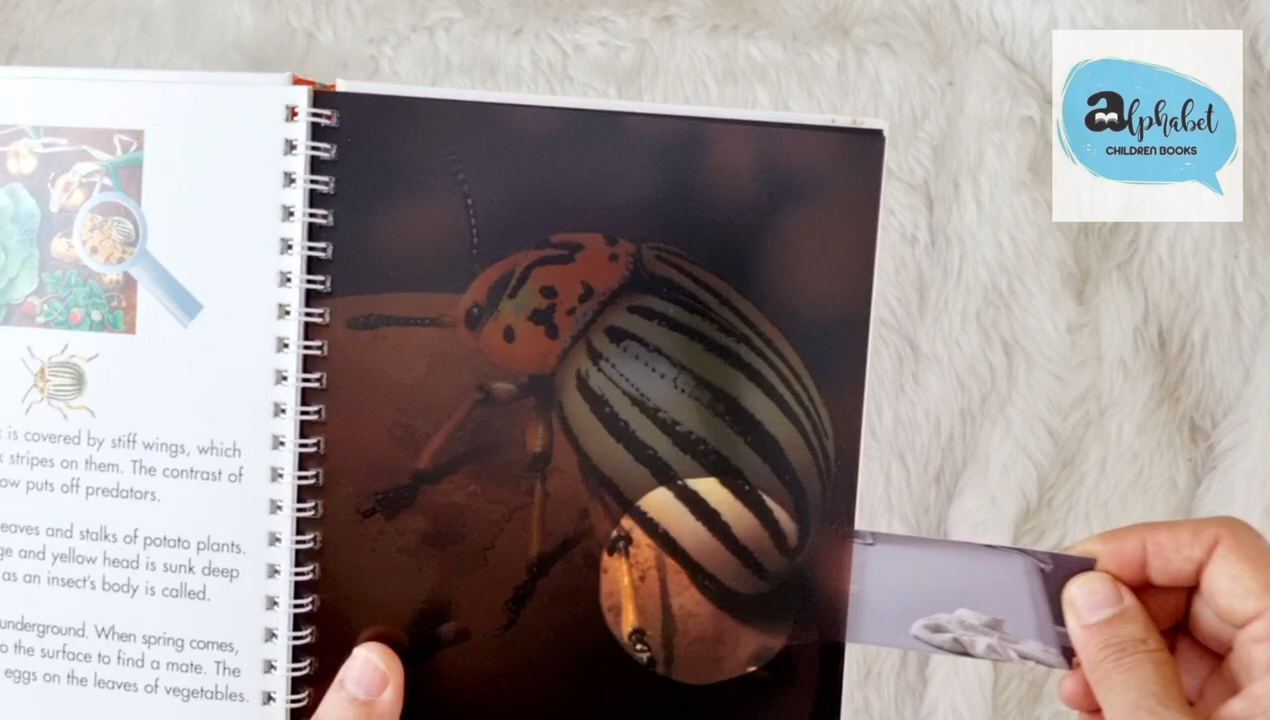 is covered by stiff wings, which
stripes on them. The contrast of
ow puts off predators.
eaves and stalks of potato plants.
ge and yellow head is sunk deep
as an insect's body is called.
underground. When spring comes,
o the surface to find a mate. The
eggs on the leaves of vegetables.
alphabet
CHILDREN BOOKS